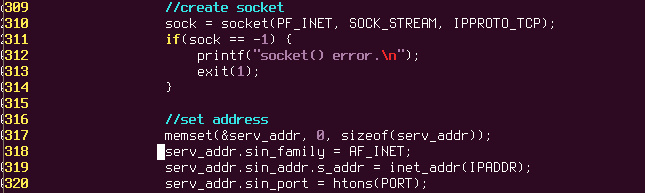 309 //create socket
310 sock = socket(PF_INET, SOCK_STREAM, IPPROTO_TCP);
311 if(sock == -1) {
312 printf("socket() error.\n");
313 exit(1);
314 }
315
316 //set address
317 memset(&serv_addr, 0, sizeof(serv_addr));
318 serv_addr.sin_family = AF_INET;
319 serv_addr.sin_addr.s_addr = inet_addr(IPADDR);
320 serv_addr.sin_port = htons(PORT);